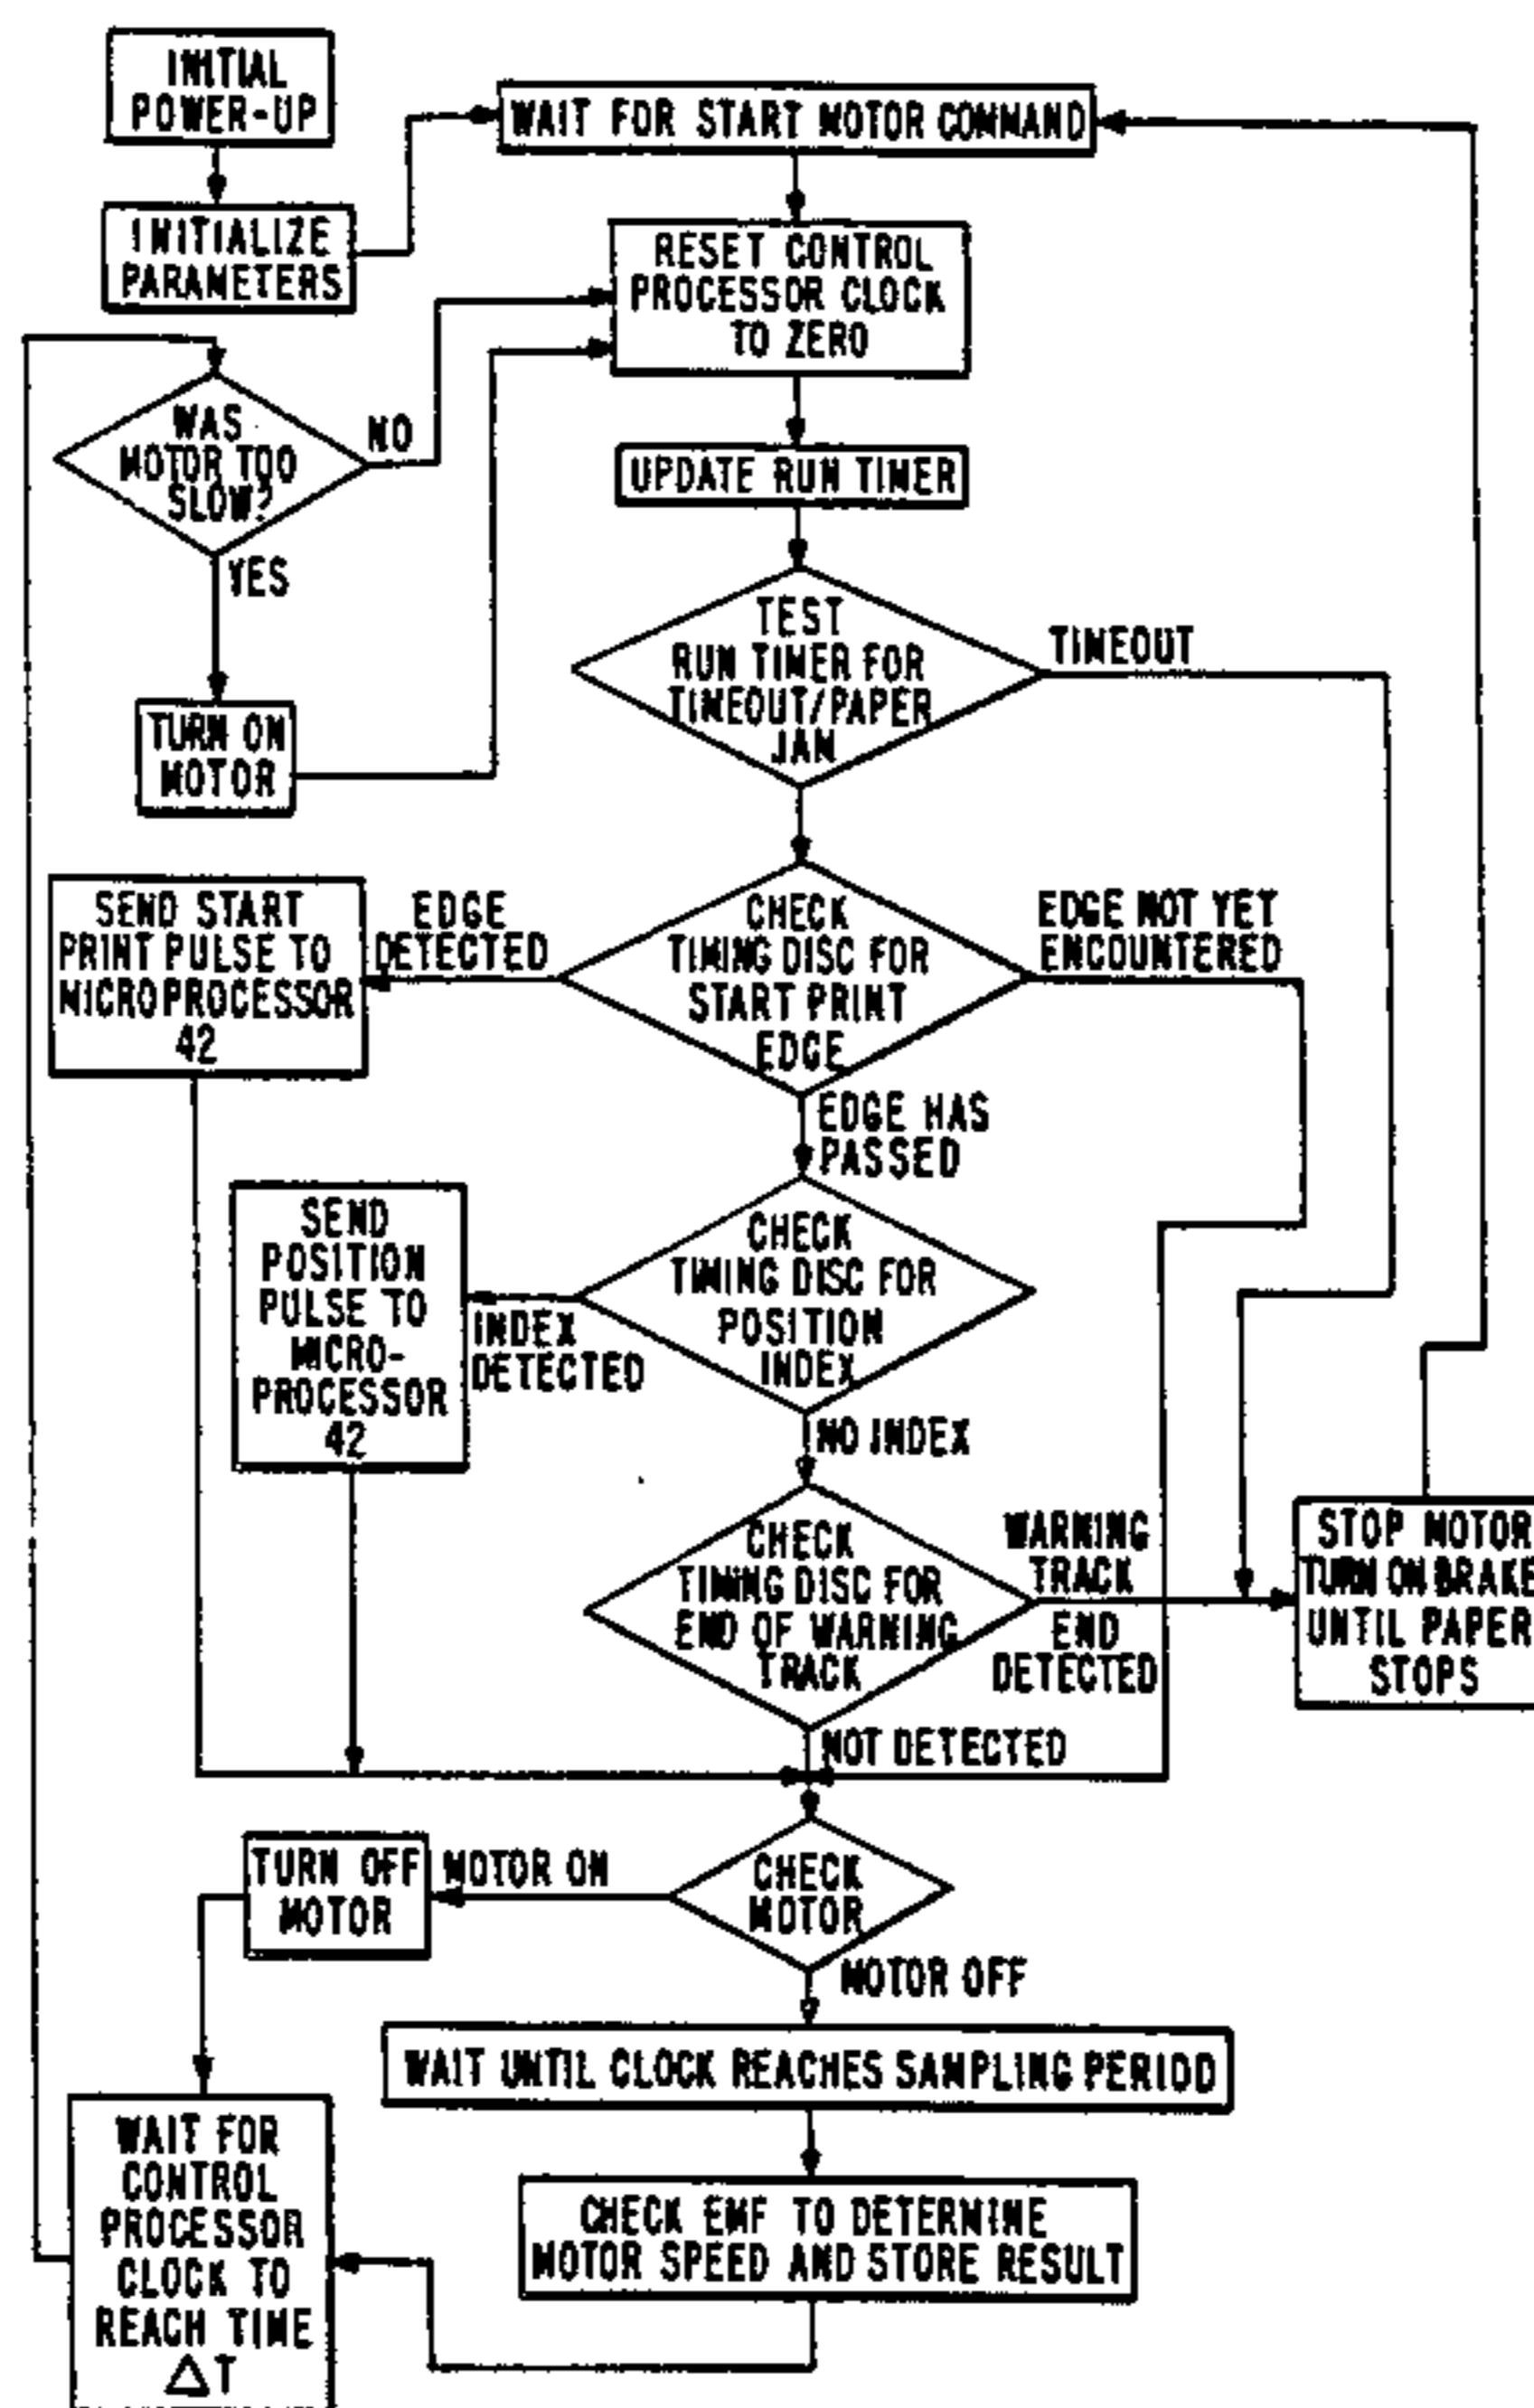 INITIAL
POWER-UP
INITIALIZE
PARAMETERS
WAIT FOR START MOTOR COMMAND
RESET CONTROL
PROCESSOR CLOCK
TO ZERO
WAS
MOTOR TOO
SLOW?
NO
YES
TURN ON
MOTOR
UPDATE RUN TIMER
TEST
RUN TIMER FOR
TIMEOUT/PAPER
JAM
TIMEOUT
CHECK
TIMING DISC FOR
START PRINT
EDGE
EDGE
DETECTED
SEND START
PRINT PULSE TO
MICROPROCESSOR
42
EDGE NOT YET
ENCOUNTERED
EDGE HAS
PASSED
CHECK
TIMING DISC FOR
POSITION
INDEX
INDEX
DETECTED
SEND
POSITION
PULSE TO
MICRO-
PROCESSOR
42
NO INDEX
CHECK
TIMING DISC FOR
END OF WARNING
TRACK
WARNING
TRACK
END
DETECTED
STOP MOTOR
TURN ON BRAKE
UNTIL PAPER
STOPS
NOT DETECTED
CHECK
MOTOR
MOTOR ON
TURN OFF
MOTOR
MOTOR OFF
WAIT UNTIL CLOCK REACHES SAMPLING PERIOD
CHECK EMF TO DETERMINE
MOTOR SPEED AND STORE RESULT
WAIT FOR
CONTROL
PROCESSOR
CLOCK TO
REACH TIME
△T